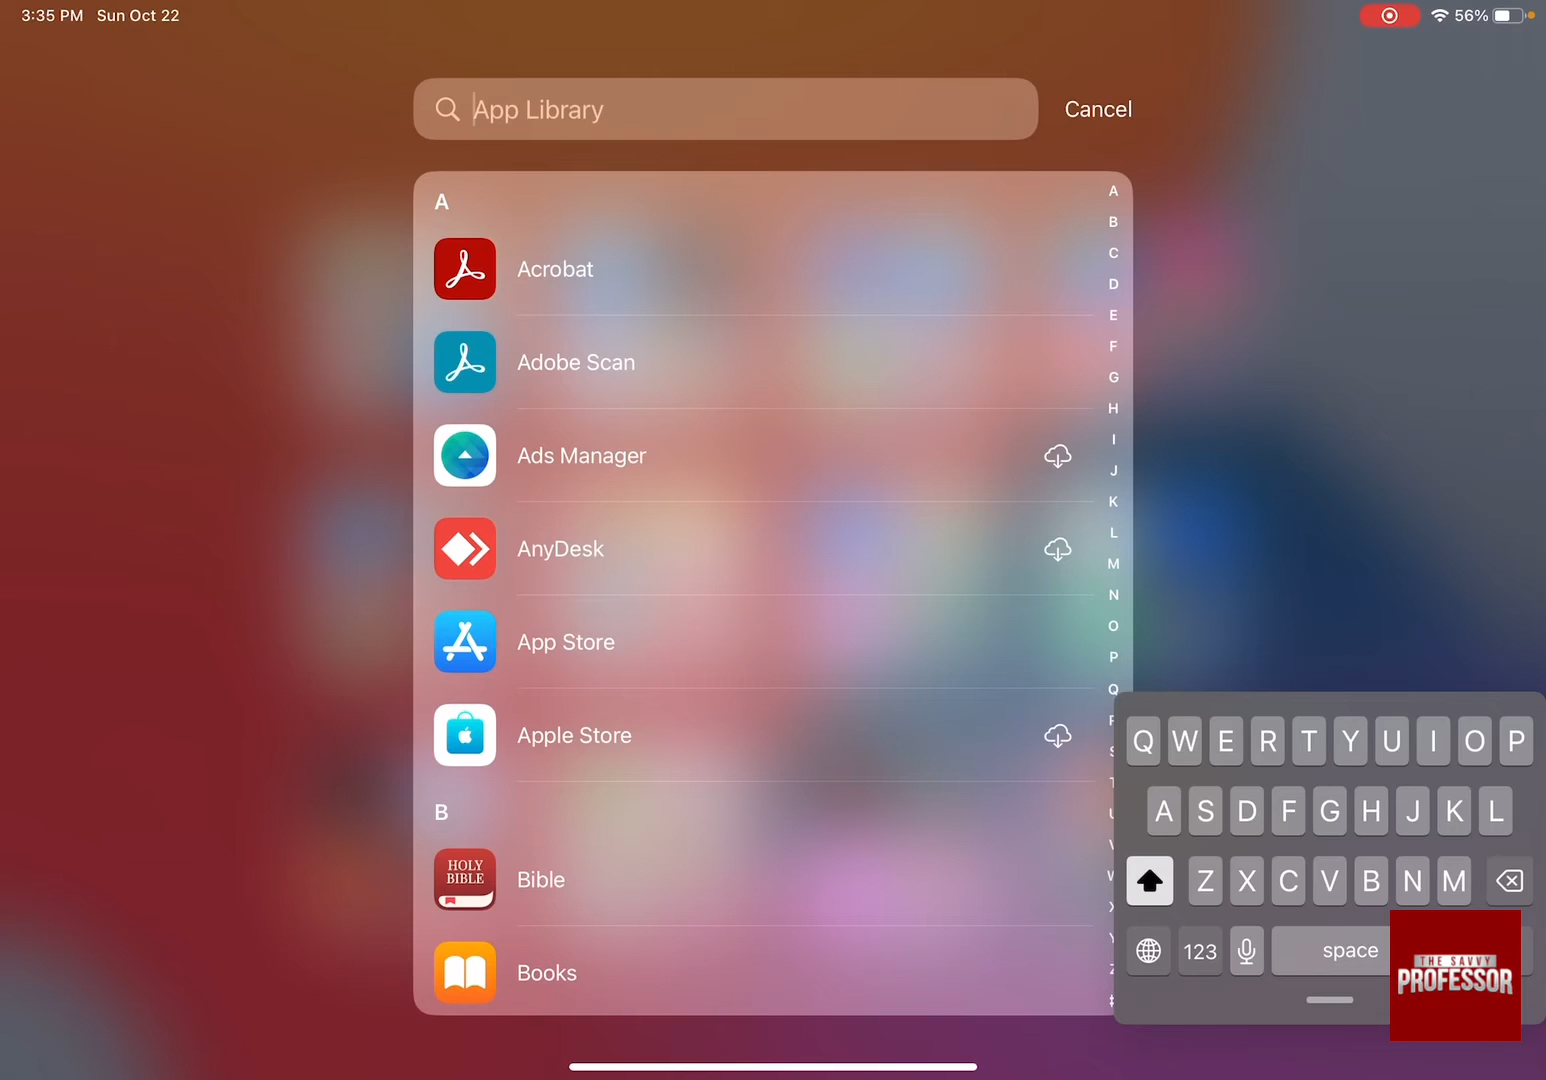 3:35 PM Sun Oct 22
56%
App Library
Cancel
A
Acrobat
Adobe Scan
Ads Manager
AnyDesk
App Store
Apple Store
B
HOLY
BIBLE
Bible
Books
A
B
C
D
E
F
G
H
I
J
K
L
M
N
O
P
Q
S
V
X
Y
Z
Q W E R T Y U I O P
A S D F G H J K L
Z X C V B N M
123 space
THE SAVVY
PROFESSOR